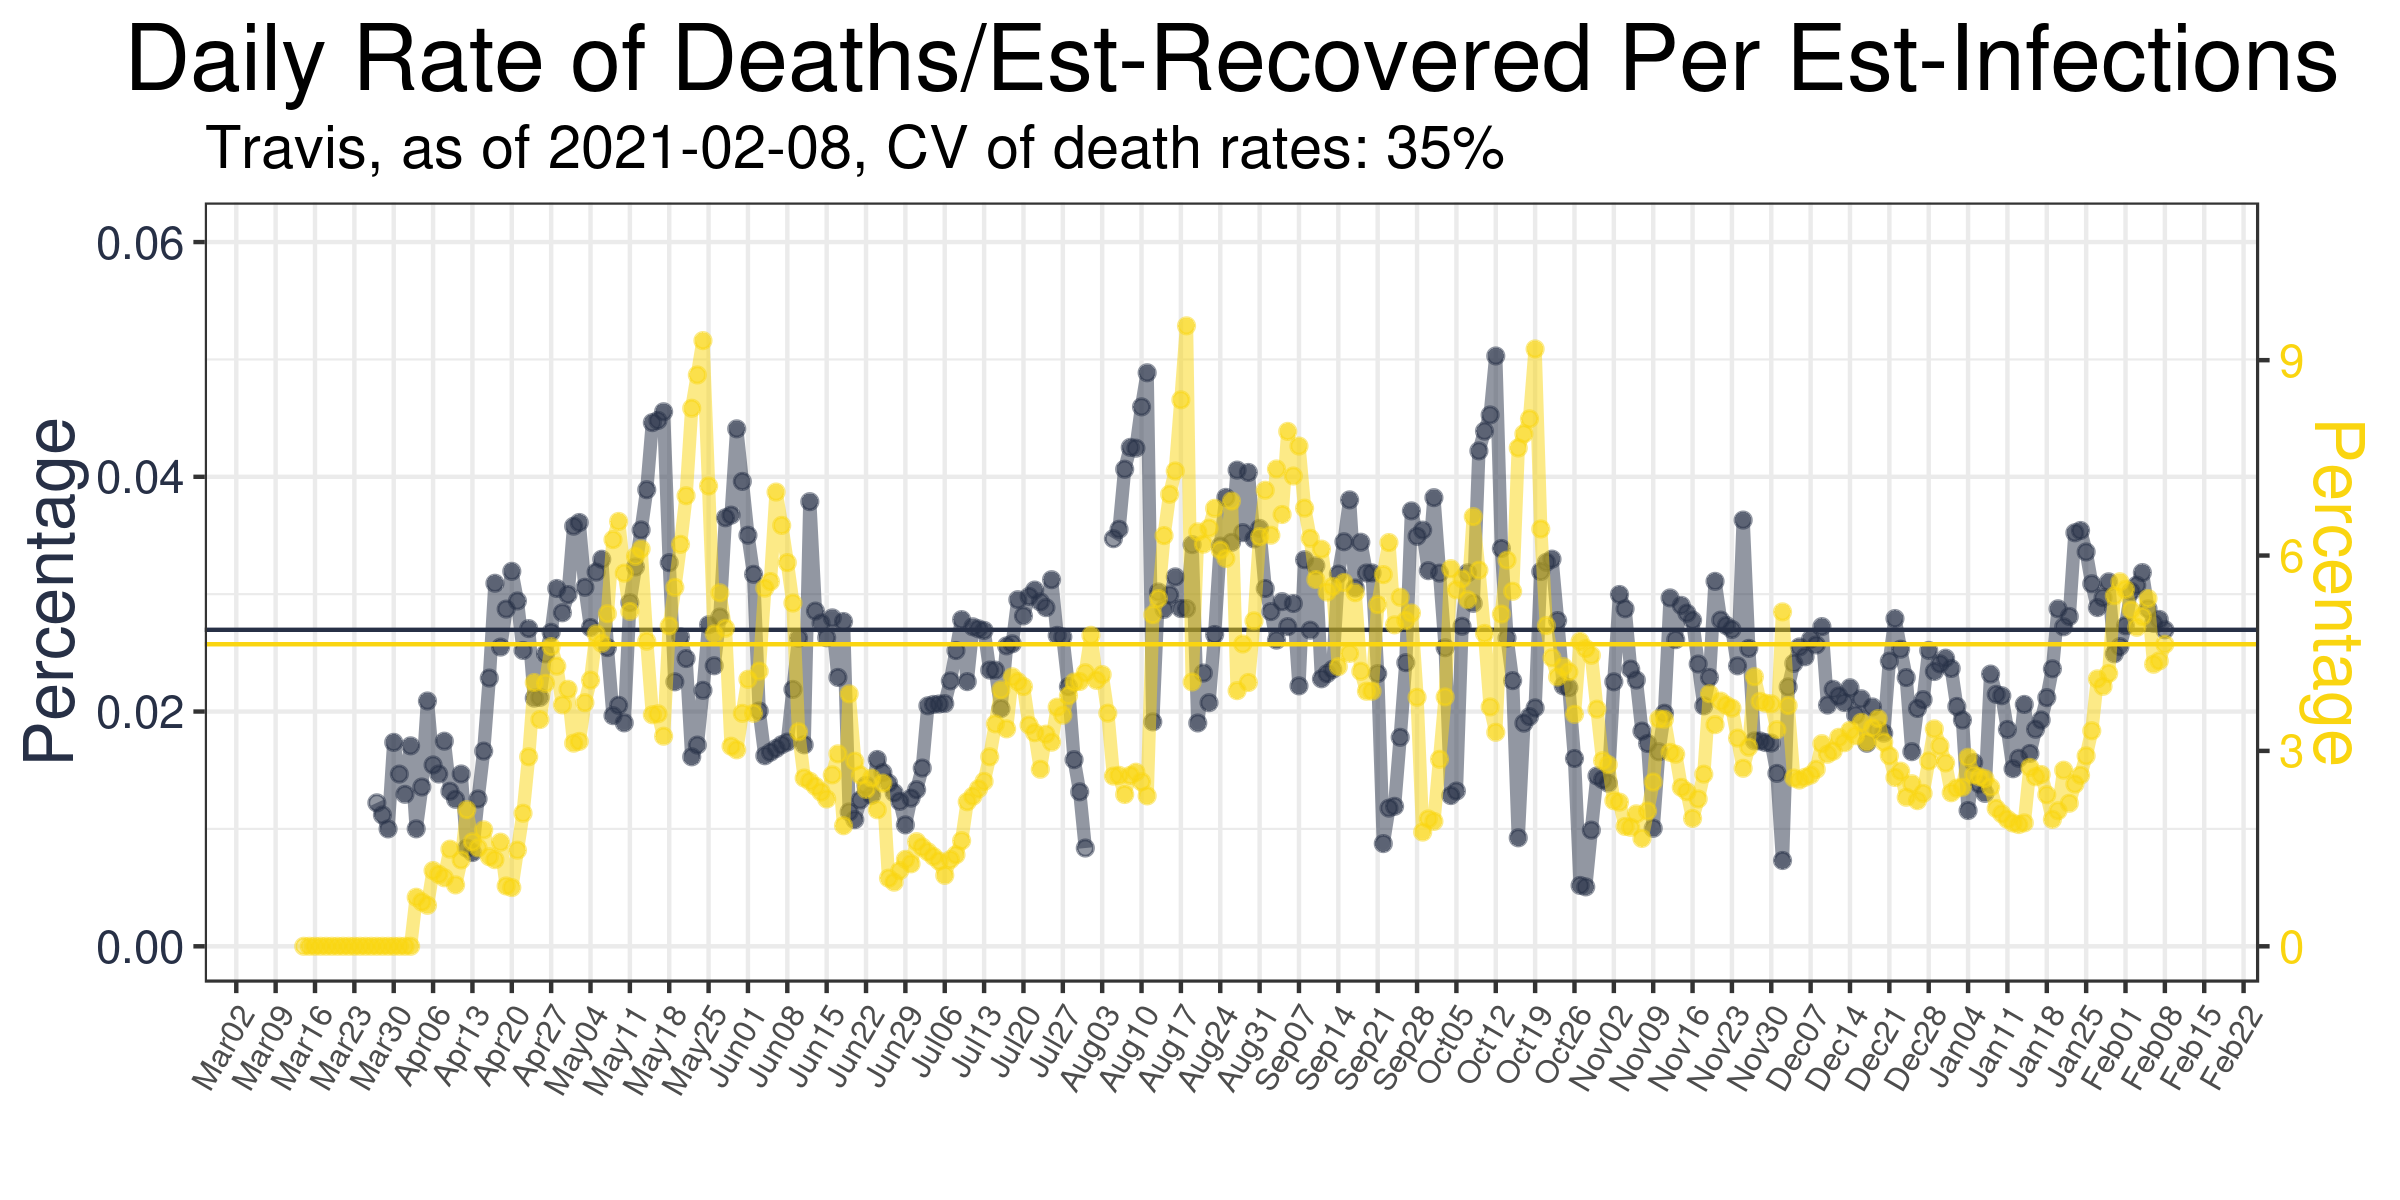 Daily Rate of Deaths/Est-Recovered Per Est-Infections
Travis, as of 2021-02-08, CV of death rates: 35%
Percentage
0.06
0.04
0.02
0.00
9
6
3
0
Percentage
Mar02
Mar09
Mar16
Mar23
Mar30
Apr06
Apr13
Apr20
Apr27
May04
May11
May18
May25
Jun01
Jun08
Jun15
Jun22
Jun29
Jul06
Jul13
Jul20
Jul27
Aug03
Aug10
Aug17
Aug24
Aug31
Sep07
Sep14
Sep21
Sep28
Oct05
Oct12
Oct19
Oct26
Nov02
Nov09
Nov16
Nov23
Nov30
Dec07
Dec14
Dec21
Dec28
Jan04
Jan11
Jan18
Jan25
Feb01
Feb08
Feb15
Feb22